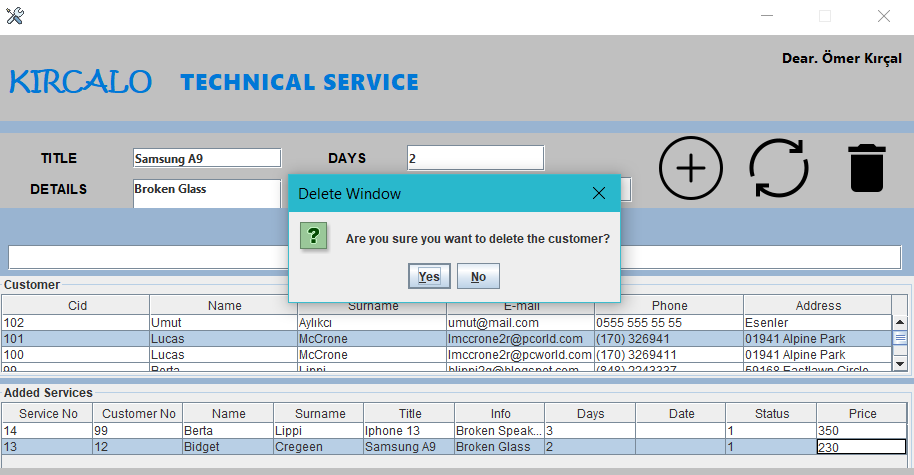 Dear. Ömer Kırçal
KIRCALO TECHNICAL SERVICE
TITLE Samsung A9 DAYS 2
DETAILS Broken Glass
Delete Window
? Are you sure you want to delete the customer?
Yes No
Customer
Cid Name Surname E-mail Phone Address
102 Umut Aylıkcı umut@mail.com 0555 555 55 55 Esenler
101 Lucas McCrone lmccrone2r@pcorld.com (170) 326941 01941 Alpine Park
100 Lucas McCrone lmccrone2r@pcworld.com (170) 3269411 01941 Alpine Park
99 Berta Lippi blippi2q@blogspot.com (848) 2243337 59168 Eastlawn Circle
Added Services
Service No Customer No Name Surname Title Info Days Date Status Price
14 99 Berta Lippi Iphone 13 Broken Speak... 3 1 350
13 12 Bidget Cregeen Samsung A9 Broken Glass 2 1 230